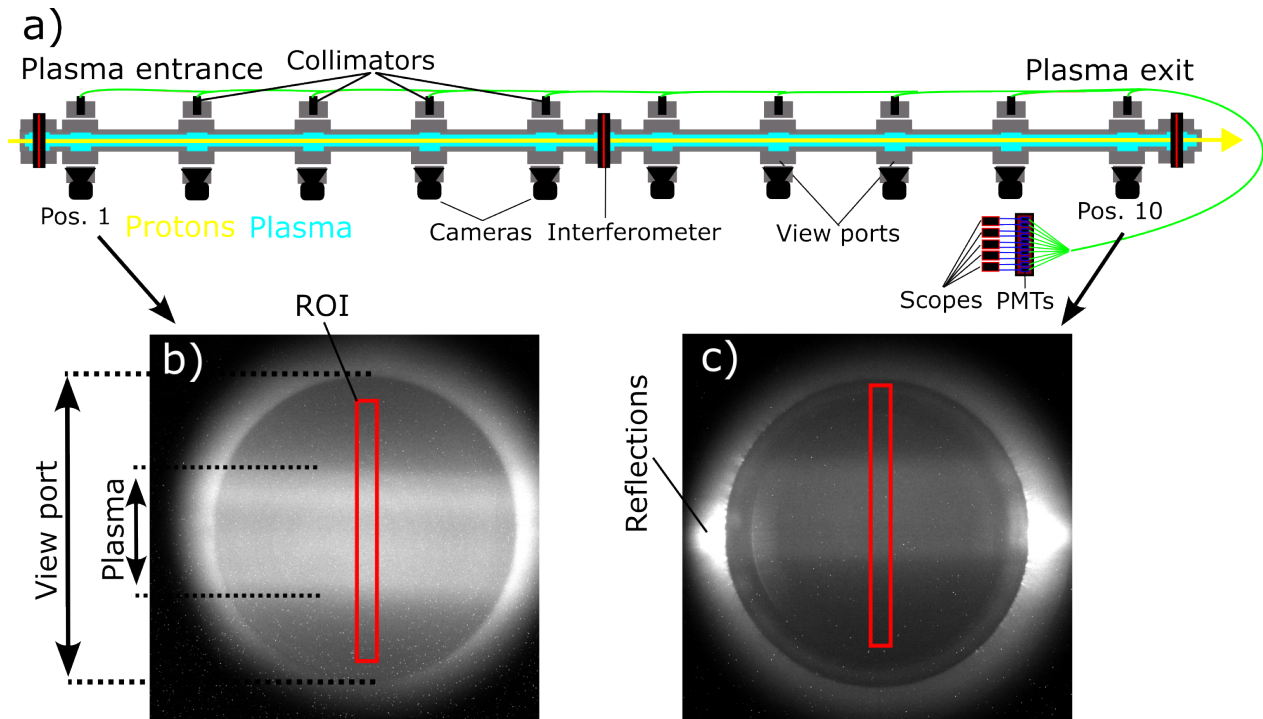 a)
Plasma entrance
Collimators
Plasma exit
Pos. 1
Protons
Plasma
Cameras
Interferometer
View ports
Pos. 10
Scopes
PMTs
ROI
b)
c)
View port
Plasma
Reflections